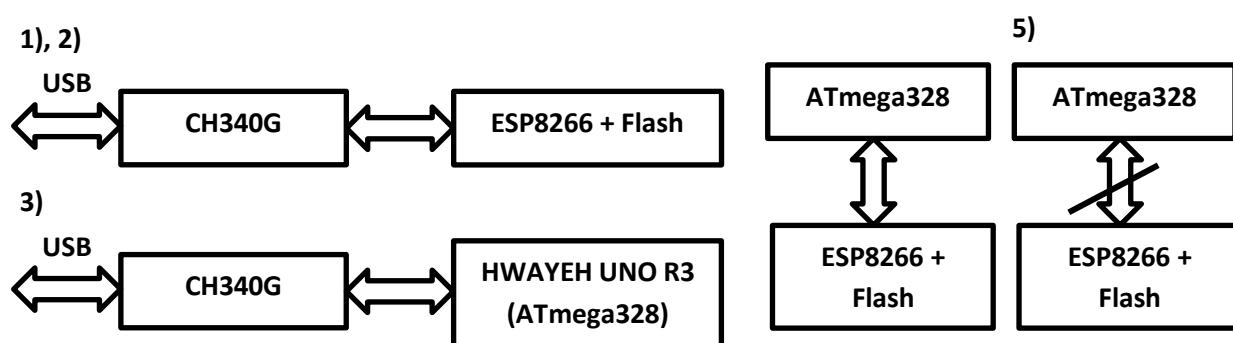 1), 2)
USB
CH340G
ESP8266 + Flash
3)
USB
CH340G
HWAYEH UNO R3
(ATmega328)
ATmega328
ESP8266 +
Flash
5)
ATmega328
ESP8266 +
Flash